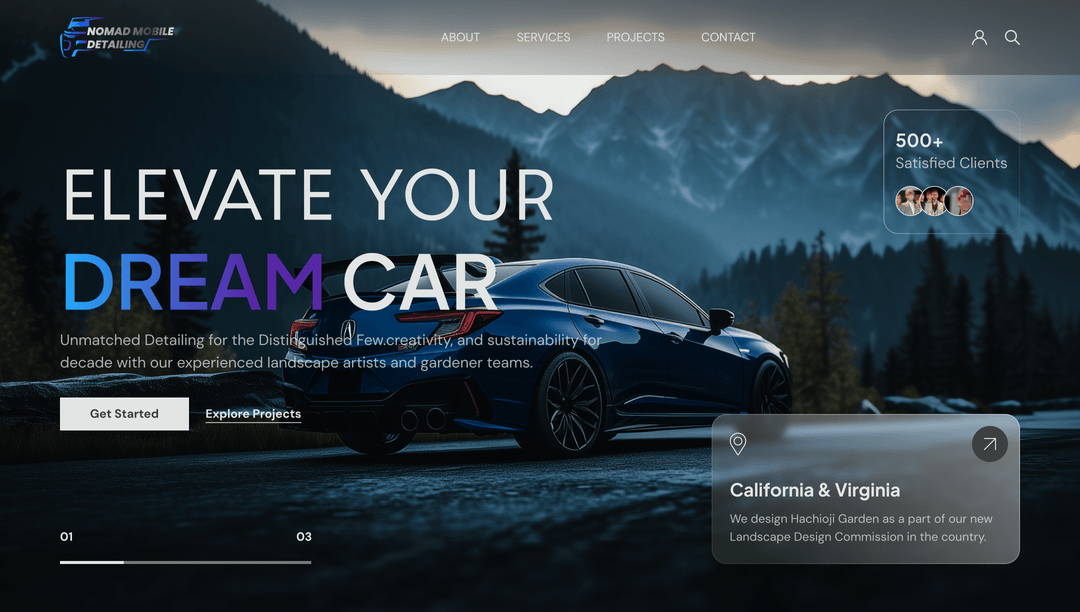 NOMAD MOBILE
DETAILING
ABOUT SERVICES PROJECTS CONTACT
500+
Satisfied Clients
ELEVATE YOUR
DREAM CAR
Unmatched Detailing for the Distinguished Few.creativity, and sustainability for
decade with our experienced landscape artists and gardener teams.
Get Started Explore Projects
California & Virginia
We design Hachioji Garden as a part of our new
Landscape Design Commission in the country.
01 03